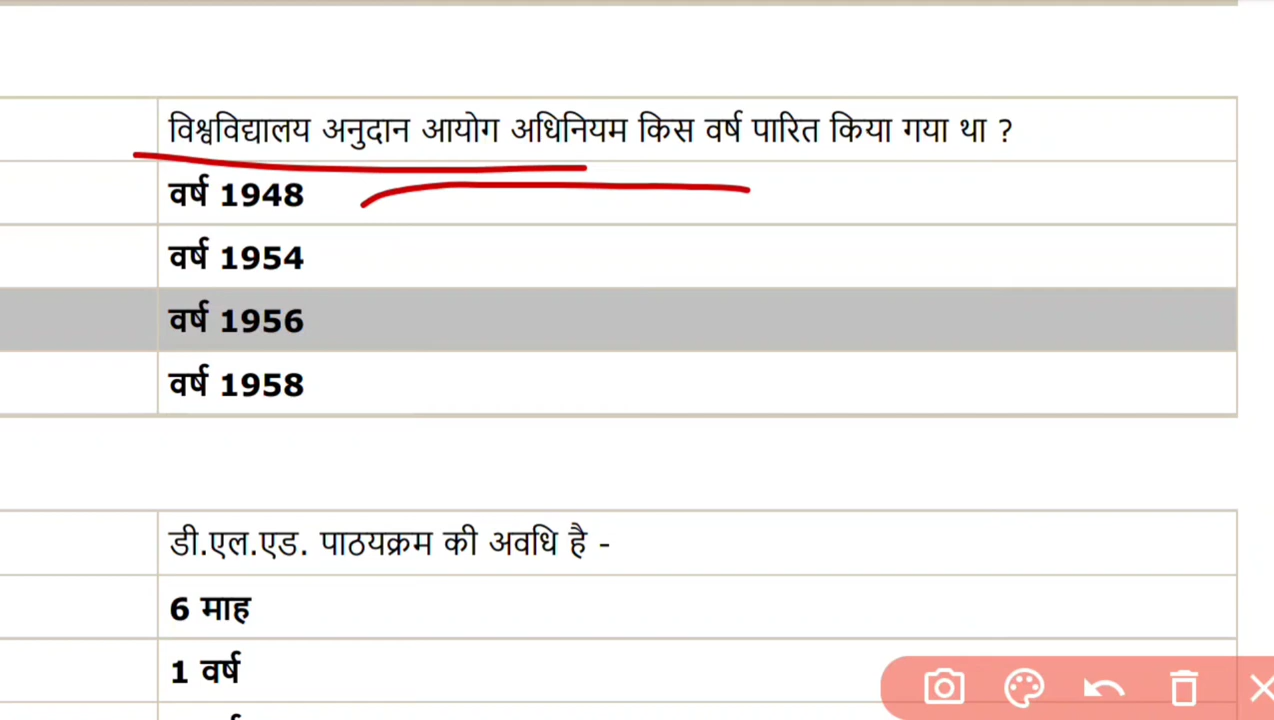 विश्वविद्यालय अनुदान आयोग अधिनियम किस वर्ष पारित किया गया था ?
वर्ष 1948
वर्ष 1954
वर्ष 1956
वर्ष 1958
डी.एल.एड. पाठयक्रम की अवधि है -
6 माह
1 वर्ष